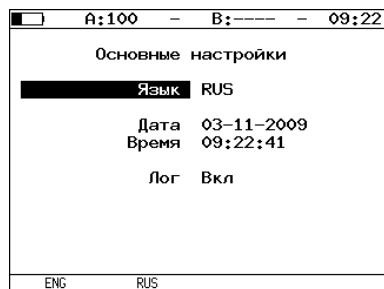 A:100 – B:---- – 09:22
Основные настройки
Язык RUS
Дата 03-11-2009
Время 09:22:41
Лог Вкл
ENG RUS